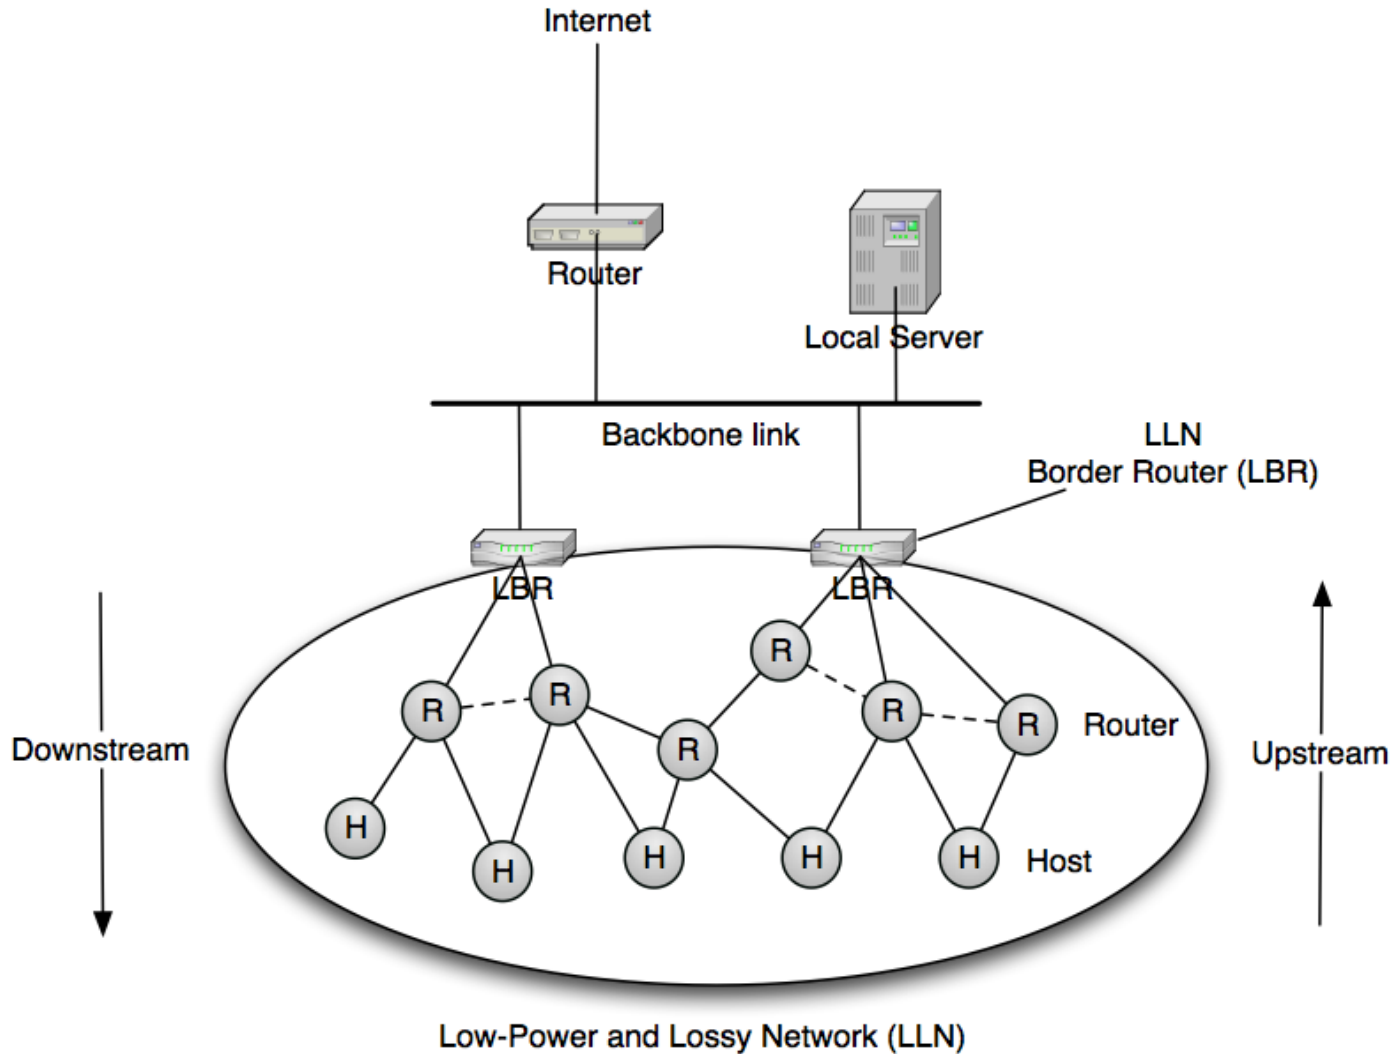 Internet
Router
Local Server
Backbone link
LLN
Border Router (LBR)
LBR
LBR
R
R
R
R
R
R
Router
Downstream
Upstream
H
H
H
H
H
Host
Low-Power and Lossy Network (LLN)